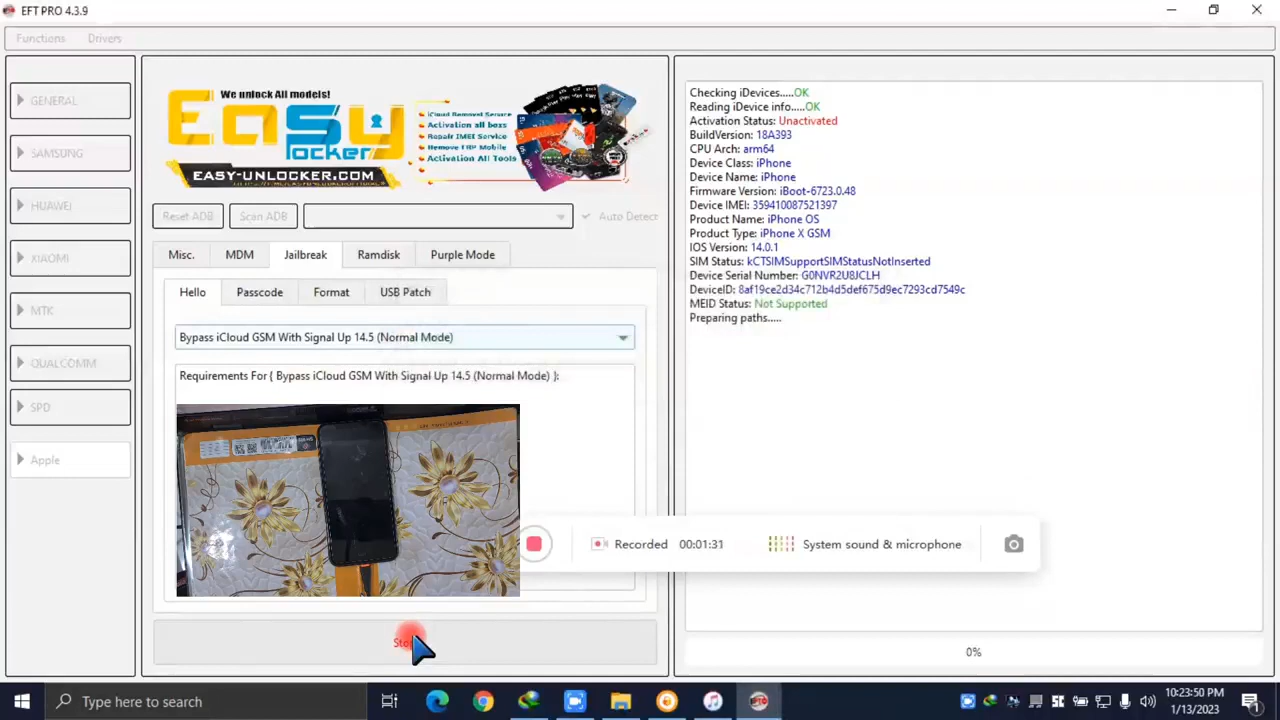 EFT PRO 4.3.9
Functions Drivers
GENERAL
SAMSUNG
HUAWEI
XIAOMI
MTK
QUALCOMM
SPD
Apple
We unlock All models!
Easy
EASY-UNLOCKER.COM
iCloud Removal Service
Activation all boxs
Repair IMEI Service
Remove FRP Mobile
Activation All Tools
Reset ADB Scan ADB Auto Detect
Misc. MDM Jailbreak Ramdisk Purple Mode
Hello Passcode Format USB Patch
Bypass iCloud GSM With Signal Up 14.5 (Normal Mode)
Requirements For { Bypass iCloud GSM With Signal Up 14.5 (Normal Mode) }:
Checking iDevices.....OK
Reading iDevice info....OK
Activation Status: Unactivated
BuildVersion: 18A393
CPU Arch: arm64
Device Class: iPhone
Device Name: iPhone
Firmware Version: iBoot-6723.0.48
Device IMEI: 359410087521397
Product Name: iPhone OS
Product Type: iPhone X GSM
IOS Version: 14.0.1
SIM Status: kCTSIMSupportSIMStatusNotInserted
Device Serial Number: G0NVR2U8JCLH
DeviceID: 8af19ce2d34c712b4d5def675d9ec7293cd7549c
MEID Status: Not Supported
Preparing paths.....
Recorded 00:01:31 System sound & microphone
0%
Type here to search
10:23:50 PM
1/13/2023